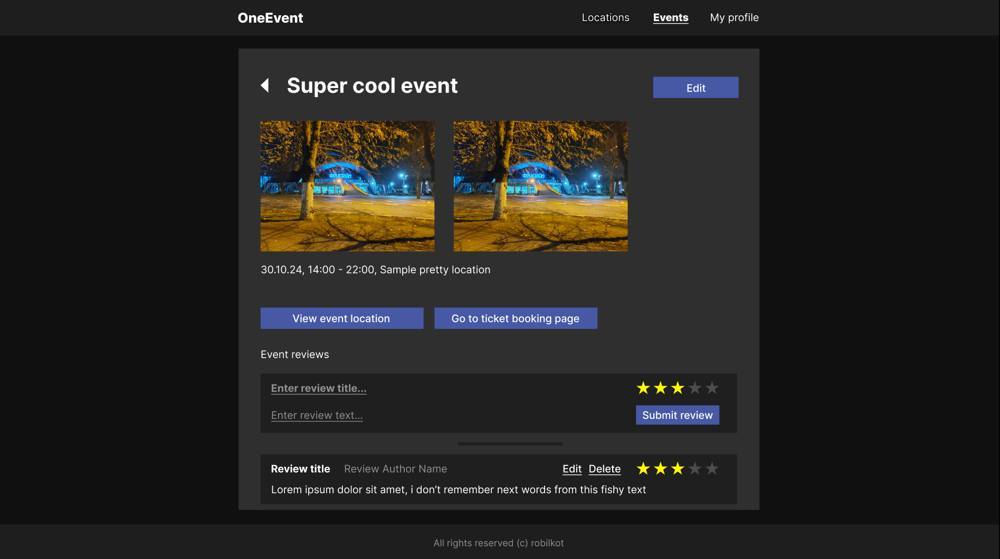 OneEvent
Locations Events My profile
Super cool event
Edit
ФРИСТАЙЛ ФРИСТАЙЛ
30.10.24, 14:00 - 22:00, Sample pretty location
View event location Go to ticket booking page
Event reviews
Enter review title...
Enter review text...
Submit review
Review title Review Author Name Edit Delete
Lorem ipsum dolor sit amet, i don’t remember next words from this fishy text
All rights reserved (c) robilkot